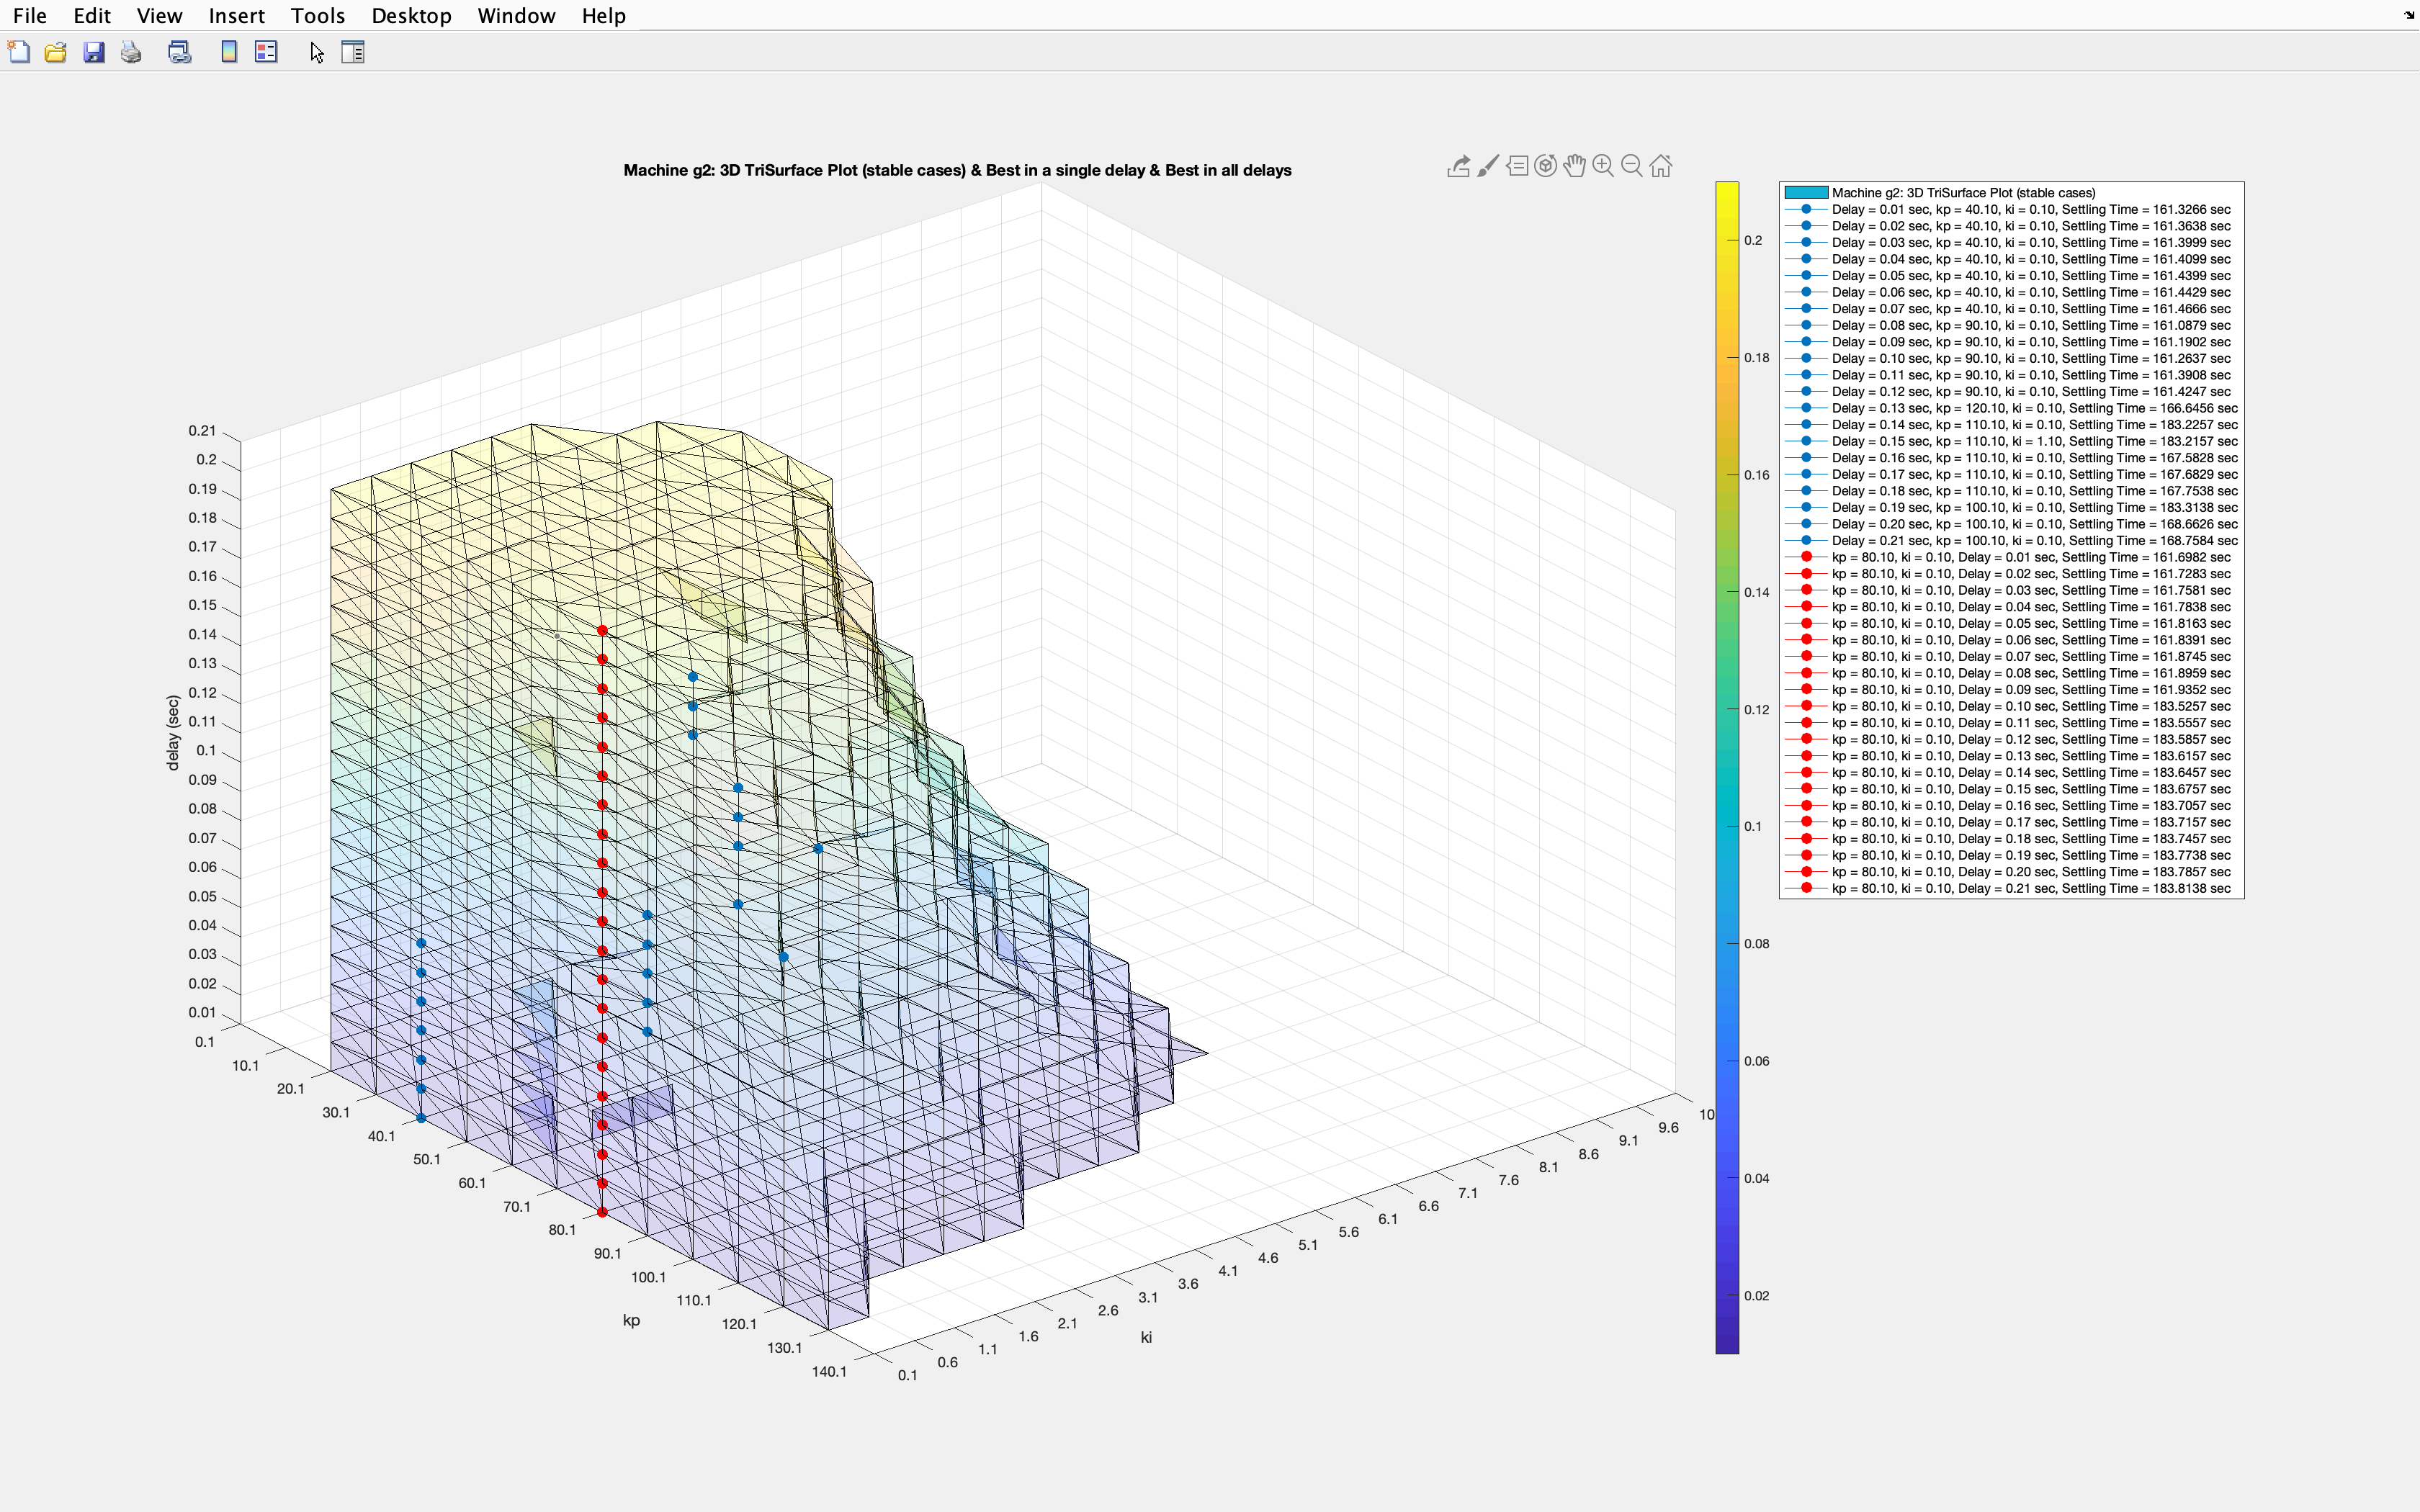 File Edit View Insert Tools Desktop Window Help
Machine g2: 3D TriSurface Plot (stable cases) & Best in a single delay & Best in all delays
0.21
0.2
0.19
0.18
0.17
0.16
0.15
0.14
0.13
0.12
0.11
0.1
0.09
0.08
0.07
0.06
0.05
0.04
0.03
0.02
0.01
delay (sec)
0.1
10.1
20.1
30.1
40.1
50.1
60.1
70.1
80.1
90.1
100.1
110.1
120.1
130.1
140.1
kp
0.1
0.6
1.1
1.6
2.1
2.6
3.1
3.6
4.1
4.6
5.1
5.6
6.1
6.6
7.1
7.6
8.1
8.6
9.1
9.6
10
ki
0.2
0.18
0.16
0.14
0.12
0.1
0.08
0.06
0.04
0.02
Machine g2: 3D TriSurface Plot (stable cases)
Delay = 0.01 sec, kp = 40.10, ki = 0.10, Settling Time = 161.3266 sec
Delay = 0.02 sec, kp = 40.10, ki = 0.10, Settling Time = 161.3638 sec
Delay = 0.03 sec, kp = 40.10, ki = 0.10, Settling Time = 161.3999 sec
Delay = 0.04 sec, kp = 40.10, ki = 0.10, Settling Time = 161.4099 sec
Delay = 0.05 sec, kp = 40.10, ki = 0.10, Settling Time = 161.4399 sec
Delay = 0.06 sec, kp = 40.10, ki = 0.10, Settling Time = 161.4429 sec
Delay = 0.07 sec, kp = 40.10, ki = 0.10, Settling Time = 161.4666 sec
Delay = 0.08 sec, kp = 90.10, ki = 0.10, Settling Time = 161.0879 sec
Delay = 0.09 sec, kp = 90.10, ki = 0.10, Settling Time = 161.1902 sec
Delay = 0.10 sec, kp = 90.10, ki = 0.10, Settling Time = 161.2637 sec
Delay = 0.11 sec, kp = 90.10, ki = 0.10, Settling Time = 161.3908 sec
Delay = 0.12 sec, kp = 90.10, ki = 0.10, Settling Time = 161.4247 sec
Delay = 0.13 sec, kp = 120.10, ki = 0.10, Settling Time = 166.6456 sec
Delay = 0.14 sec, kp = 110.10, ki = 0.10, Settling Time = 183.2257 sec
Delay = 0.15 sec, kp = 110.10, ki = 1.10, Settling Time = 183.2157 sec
Delay = 0.16 sec, kp = 110.10, ki = 0.10, Settling Time = 167.5828 sec
Delay = 0.17 sec, kp = 110.10, ki = 0.10, Settling Time = 167.6829 sec
Delay = 0.18 sec, kp = 110.10, ki = 0.10, Settling Time = 167.7538 sec
Delay = 0.19 sec, kp = 100.10, ki = 0.10, Settling Time = 183.3138 sec
Delay = 0.20 sec, kp = 100.10, ki = 0.10, Settling Time = 168.6626 sec
Delay = 0.21 sec, kp = 100.10, ki = 0.10, Settling Time = 168.7584 sec
kp = 80.10, ki = 0.10, Delay = 0.01 sec, Settling Time = 161.6982 sec
kp = 80.10, ki = 0.10, Delay = 0.02 sec, Settling Time = 161.7283 sec
kp = 80.10, ki = 0.10, Delay = 0.03 sec, Settling Time = 161.7581 sec
kp = 80.10, ki = 0.10, Delay = 0.04 sec, Settling Time = 161.7838 sec
kp = 80.10, ki = 0.10, Delay = 0.05 sec, Settling Time = 161.8163 sec
kp = 80.10, ki = 0.10, Delay = 0.06 sec, Settling Time = 161.8391 sec
kp = 80.10, ki = 0.10, Delay = 0.07 sec, Settling Time = 161.8745 sec
kp = 80.10, ki = 0.10, Delay = 0.08 sec, Settling Time = 161.8959 sec
kp = 80.10, ki = 0.10, Delay = 0.09 sec, Settling Time = 161.9352 sec
kp = 80.10, ki = 0.10, Delay = 0.10 sec, Settling Time = 183.5257 sec
kp = 80.10, ki = 0.10, Delay = 0.11 sec, Settling Time = 183.5557 sec
kp = 80.10, ki = 0.10, Delay = 0.12 sec, Settling Time = 183.5857 sec
kp = 80.10, ki = 0.10, Delay = 0.13 sec, Settling Time = 183.6157 sec
kp = 80.10, ki = 0.10, Delay = 0.14 sec, Settling Time = 183.6457 sec
kp = 80.10, ki = 0.10, Delay = 0.15 sec, Settling Time = 183.6757 sec
kp = 80.10, ki = 0.10, Delay = 0.16 sec, Settling Time = 183.7057 sec
kp = 80.10, ki = 0.10, Delay = 0.17 sec, Settling Time = 183.7157 sec
kp = 80.10, ki = 0.10, Delay = 0.18 sec, Settling Time = 183.7457 sec
kp = 80.10, ki = 0.10, Delay = 0.19 sec, Settling Time = 183.7738 sec
kp = 80.10, ki = 0.10, Delay = 0.20 sec, Settling Time = 183.7857 sec
kp = 80.10, ki = 0.10, Delay = 0.21 sec, Settling Time = 183.8138 sec